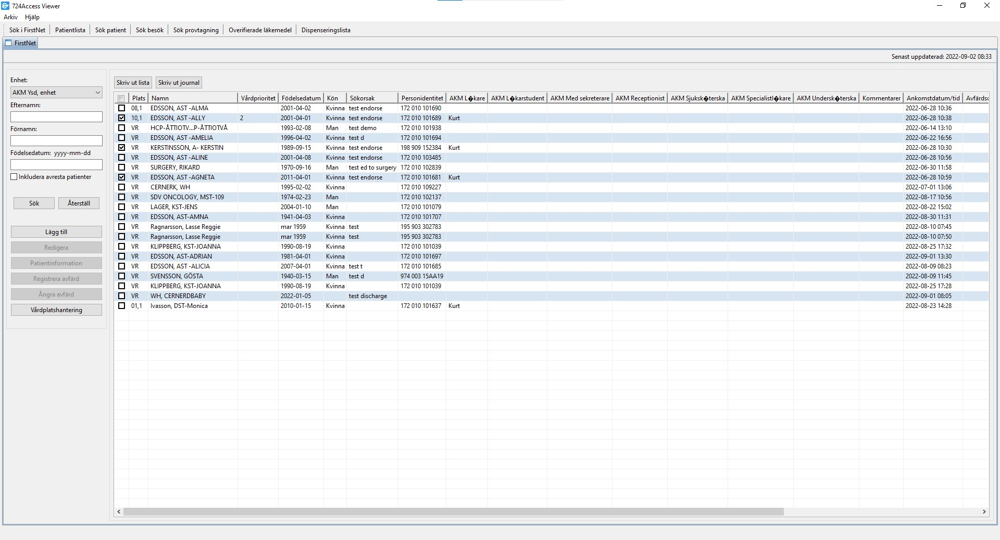 724Access Viewer
Arkiv Hjälp
Sök i FirstNet Patientlista Sök patient Sök besök Sök provtagning Overifierade läkemedel Dispenseringslista
FirstNet
Senast uppdaterad: 2022-09-02 08:33
Enhet:
AKM Ysd, enhet
Efternamn:
Förnamn:
Födelsedatum: yyyy-mm-dd
Inkludera avresta patienter
Sök Återställ
Lägg till
Redigera
Patientinformation
Registrera avfärd
Ångra avfärd
Vårdplatshantering
Skriv ut lista Skriv ut journal
Plats Namn Vårdprioritet Födelsedatum Kön Sökorsak Personidentitet AKM L�kare AKM L�karstudent AKM Med sekreterare AKM Receptionist AKM Sjuksk�terska AKM Specialistl�kare AKM Undersk�terska Kommentarer Ankomstdatum/tid Avfärdsd
08,1 EDSSON, AST -ALMA 2001-04-02 Kvinna test endorse 172 010 101690 2022-06-28 10:36
10,1 EDSSON, AST -ALLY 2 2001-04-01 Kvinna test endorse 172 010 101689 Kurt 2022-06-28 10:38
VR HCP-ÅTTIOTV...P-ÅTTIOTVÅ 1993-02-08 Man test demo 172 010 101938 2022-06-14 13:10
VR EDSSON, AST -AMELIA 1996-04-02 Kvinna test d 172 010 101694 2022-06-22 16:56
VR KERSTINSSON, A- KERSTIN 1989-09-15 Kvinna test endorse 198 909 152384 Kurt 2022-06-28 10:30
VR EDSSON, AST -ALINE 2001-04-08 Kvinna test endorse 172 010 103485 2022-06-28 10:56
VR SURGERY, RIKARD 1970-09-16 Man test ed to surgery 172 010 102839 2022-06-30 11:58
VR EDSSON, AST -AGNETA 2011-04-01 Kvinna test endorse 172 010 101681 Kurt 2022-06-28 10:59
VR CERNERK, WH 1995-02-02 Kvinna 172 010 109227 2022-07-01 13:06
VR SDV ONCOLOGY, MST-109 1974-02-23 Man 172 010 102137 2022-08-17 10:56
VR LAGER, KST-JENS 2004-01-10 Man 172 010 101079 2022-08-22 15:02
VR EDSSON, AST-AMNA 1941-04-03 Kvinna 172 010 101707 2022-08-30 11:31
VR Ragnarsson, Lasse Reggie mar 1959 Kvinna test 195 903 302783 2022-08-10 07:45
VR Ragnarsson, Lasse Reggie mar 1959 Kvinna test 195 903 302783 2022-08-10 07:50
VR KLIPPBERG, KST-JOANNA 1990-08-19 Kvinna 172 010 101039 2022-08-25 17:32
VR EDSSON, AST-ADRIAN 1981-04-01 Kvinna 172 010 101697 2022-09-01 13:30
VR EDSSON, AST -ALICIA 2007-04-01 Kvinna test t 172 010 101685 2022-08-09 08:23
VR SVENSSON, GÖSTA 1940-03-15 Man test d 974 003 15AA19 2022-08-09 11:45
VR KLIPPBERG, KST-JOANNA 1990-08-19 Kvinna 172 010 101039 2022-08-25 17:28
VR WH, CERNERDBABY 2022-01-05 test discharge 2022-09-01 08:05
01,1 Ivasson, DST-Monica 2010-01-15 Kvinna 172 010 101637 Kurt 2022-08-23 14:28